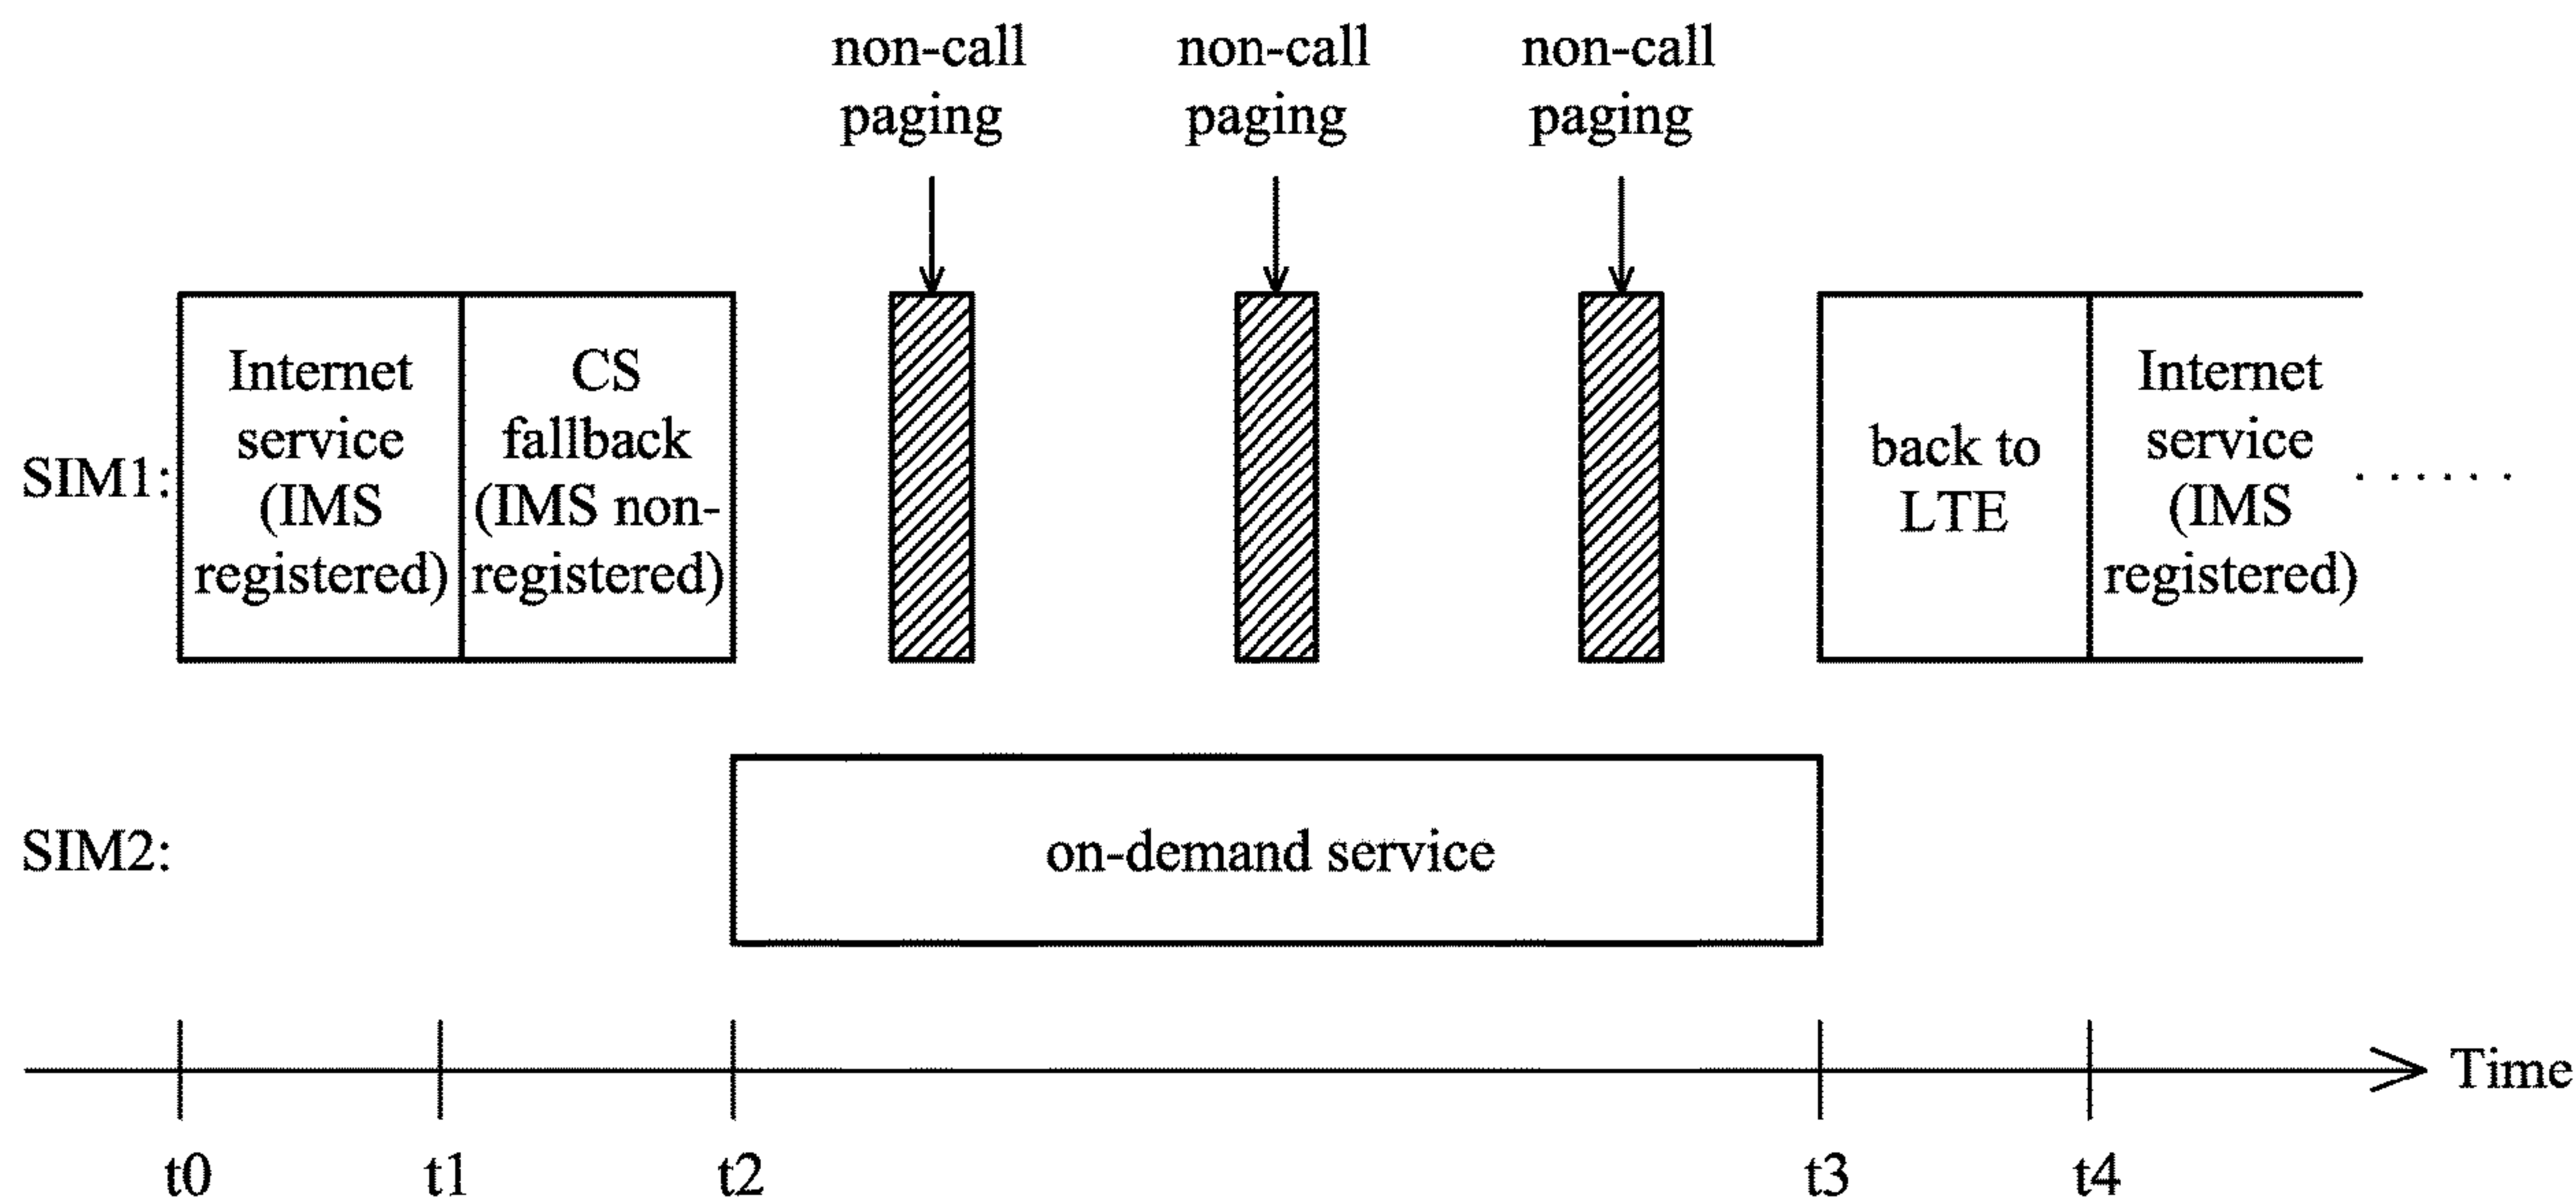 non-call
paging
non-call
paging
non-call
paging
SIM1:
Internet
service
(IMS
registered)
CS
fallback
(IMS non-
registered)
back to
LTE
Internet
service
(IMS
registered)
......
SIM2:
on-demand service
Time
t0
t1
t2
t3
t4